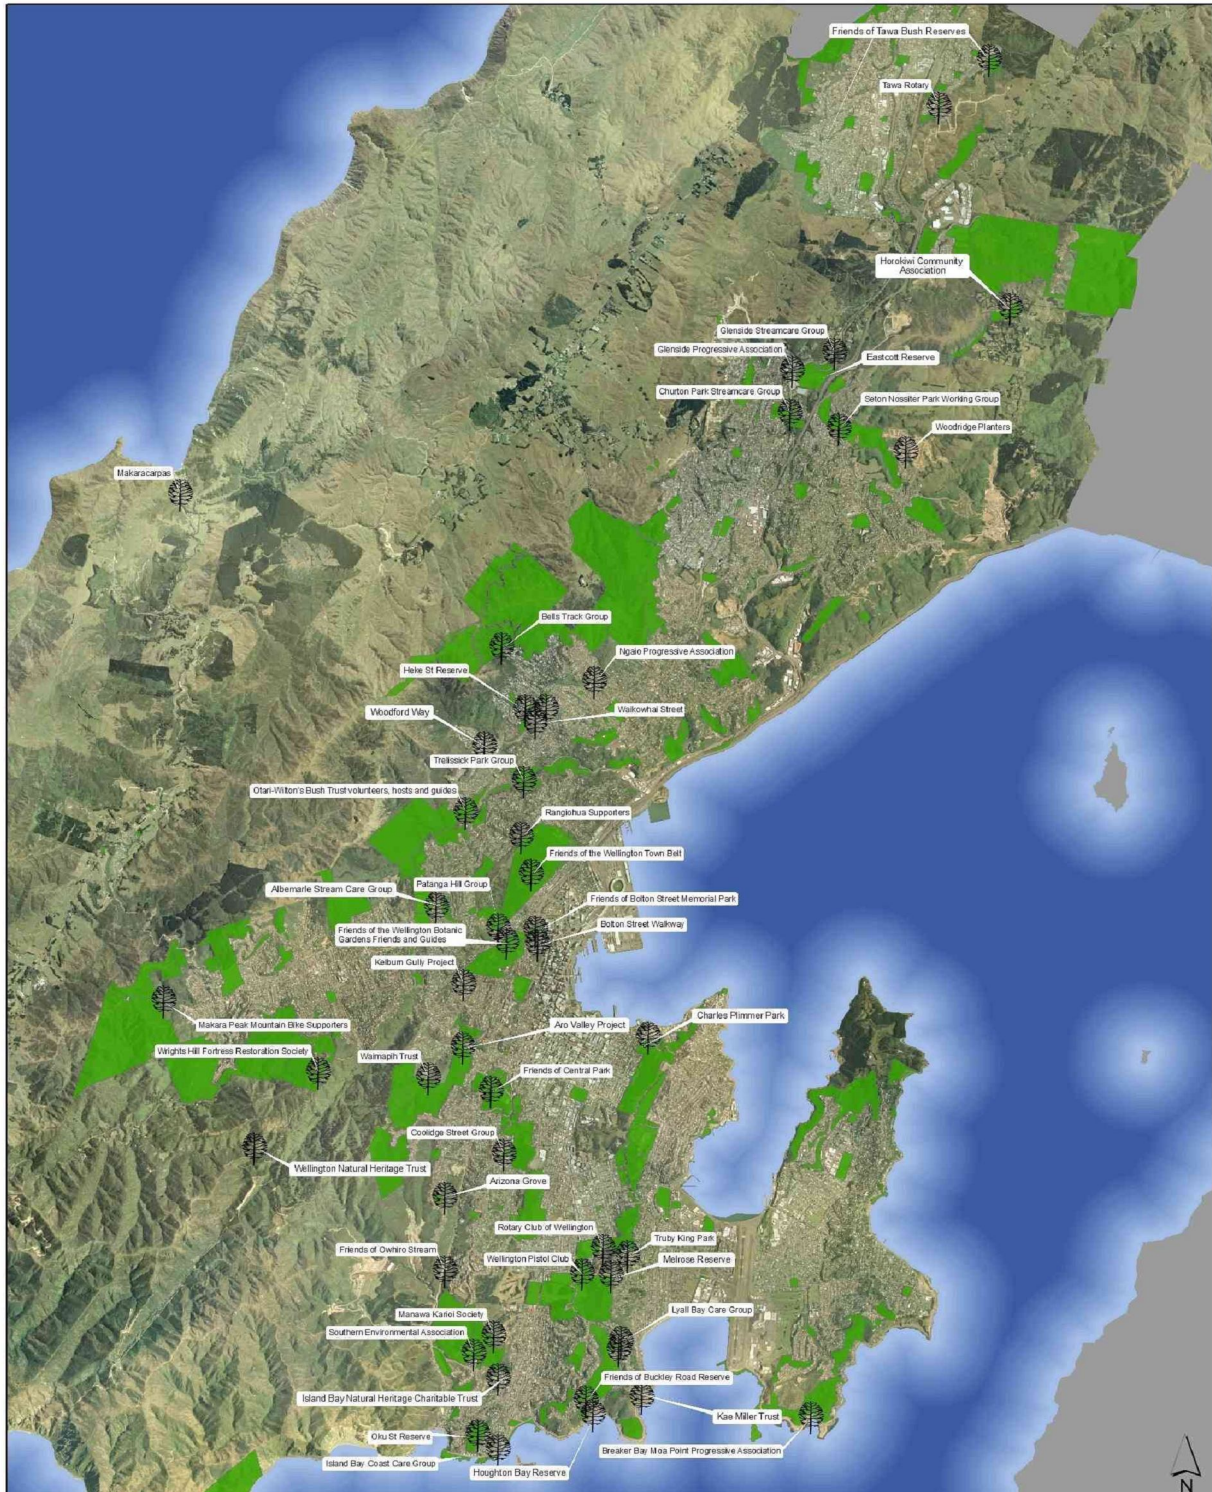 Friends of Tawa Bush Reserves
Tawa Rotary
Horokiwi Community
Association
Glenside Streamcare Group
Glenside Progressive Association
Eastcott Reserve
Churton Park Streamcare Group
Seton Nossiter Park Working Group
Woodridge Planters
Makaracarpas
Bells Track Group
Ngaio Progressive Association
Heke St Reserve
Woodford Way
Waikowhai Street
Trelissick Park Group
Otari-Wilton's Bush Trust volunteers, hosts and guides
Rangiohua Supporters
Friends of the Wellington Town Belt
Patanga Hill Group
Albemarle Stream Care Group
Friends of Bolton Street Memorial Park
Friends of the Wellington Botanic
Gardens Friends and Guides
Bolton Street Walkway
Kelburn Gully Project
Makara Peak Mountain Bike Supporters
Aro Valley Project
Charles Plimmer Park
Wrights Hill Fortress Restoration Society
Waimapihi Trust
Friends of Central Park
Coolidge Street Group
Wellington Natural Heritage Trust
Arizona Grove
Rotary Club of Wellington
Truby King Park
Friends of Owhiro Stream
Wellington Pistol Club
Melrose Reserve
Manawa Karioi Society
Lyall Bay Care Group
Southern Environmental Association
Friends of Buckley Road Reserve
Island Bay Natural Heritage Charitable Trust
Kae Miller Trust
Oku St Reserve
Breaker Bay Moa Point Progressive Association
Island Bay Coast Care Group
Houghton Bay Reserve
N